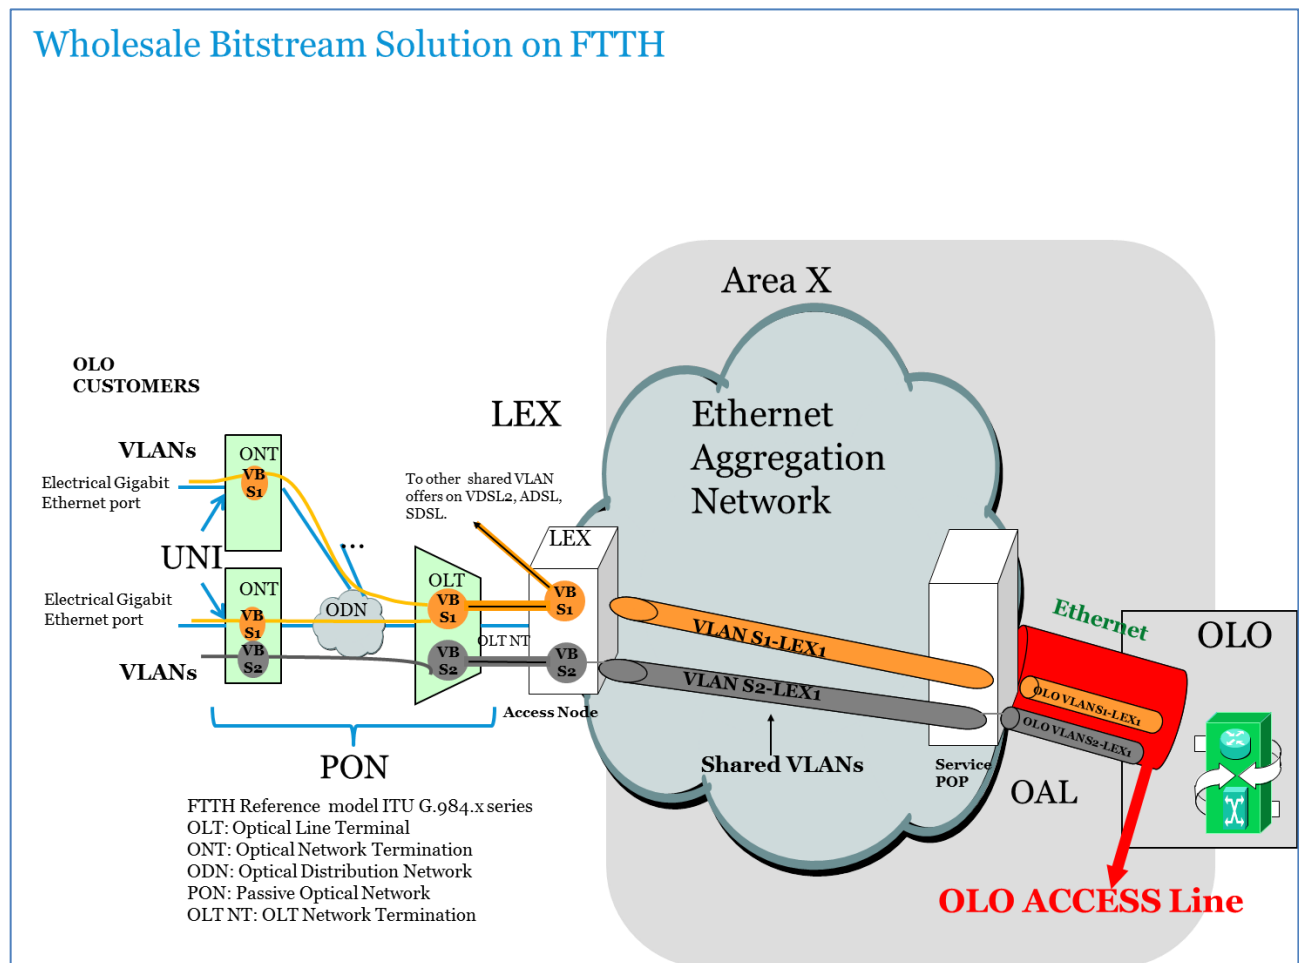 Wholesale Bitstream Solution on FTTH
Area X
OLO
CUSTOMERS
LEX
Ethernet
Aggregation
Network
VLANs
ONT
VB
S1
Electrical Gigabit
Ethernet port
To other shared VLAN
offers on VDSL2, ADSL,
SDSL.
UNI
...
LEX
ONT
OLT
ODN
VB
S1
VB
S1
VB
S1
Electrical Gigabit
Ethernet port
OLT NT
VLAN S1-LEX1
Ethernet
OLO
VLANs
VB
S2
VB
S2
VB
S2
VLAN S2-LEX1
OLO VLANS1-LEX1
OLO VLANS2-LEX1
Access Node
Shared VLANs
Service
POP
OAL
PON
FTTH Reference model ITU G.984.x series
OLT: Optical Line Terminal
ONT: Optical Network Termination
ODN: Optical Distribution Network
PON: Passive Optical Network
OLT NT: OLT Network Termination
OLO ACCESS Line